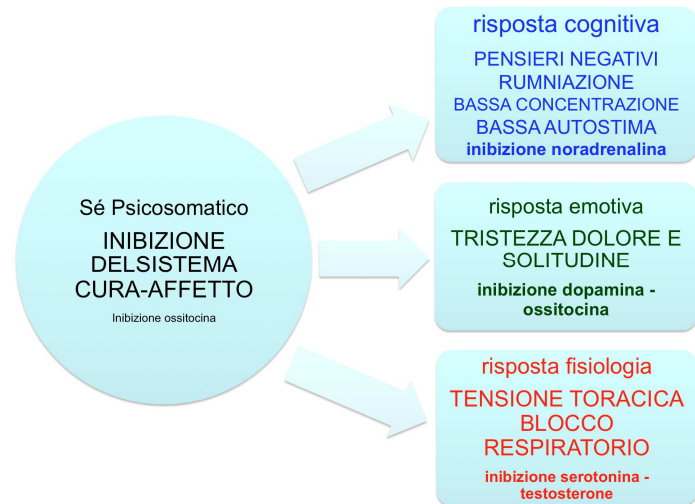 Sé Psicosomatico
INIBIZIONE
DELSISTEMA
CURA-AFFETTO
Inibizione ossitocina
risposta cognitiva
PENSIERI NEGATIVI
RUMNIAZIONE
BASSA CONCENTRAZIONE
BASSA AUTOSTIMA
inibizione noradrenalina
risposta emotiva
TRISTEZZA DOLORE E
SOLITUDINE
inibizione dopamina -
ossitocina
risposta fisiologia
TENSIONE TORACICA
BLOCCO
RESPIRATORIO
inibizione serotonina -
testosterone